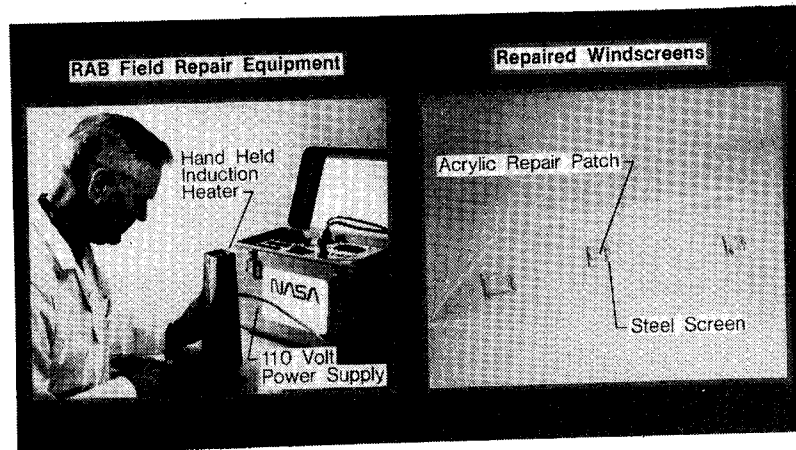 RAB Field Repair Equipment
Hand Held
Induction
Heater
NASA
110 Volt
Power Supply
Repaired Windscreens
Acrylic Repair Patch
Steel Screen